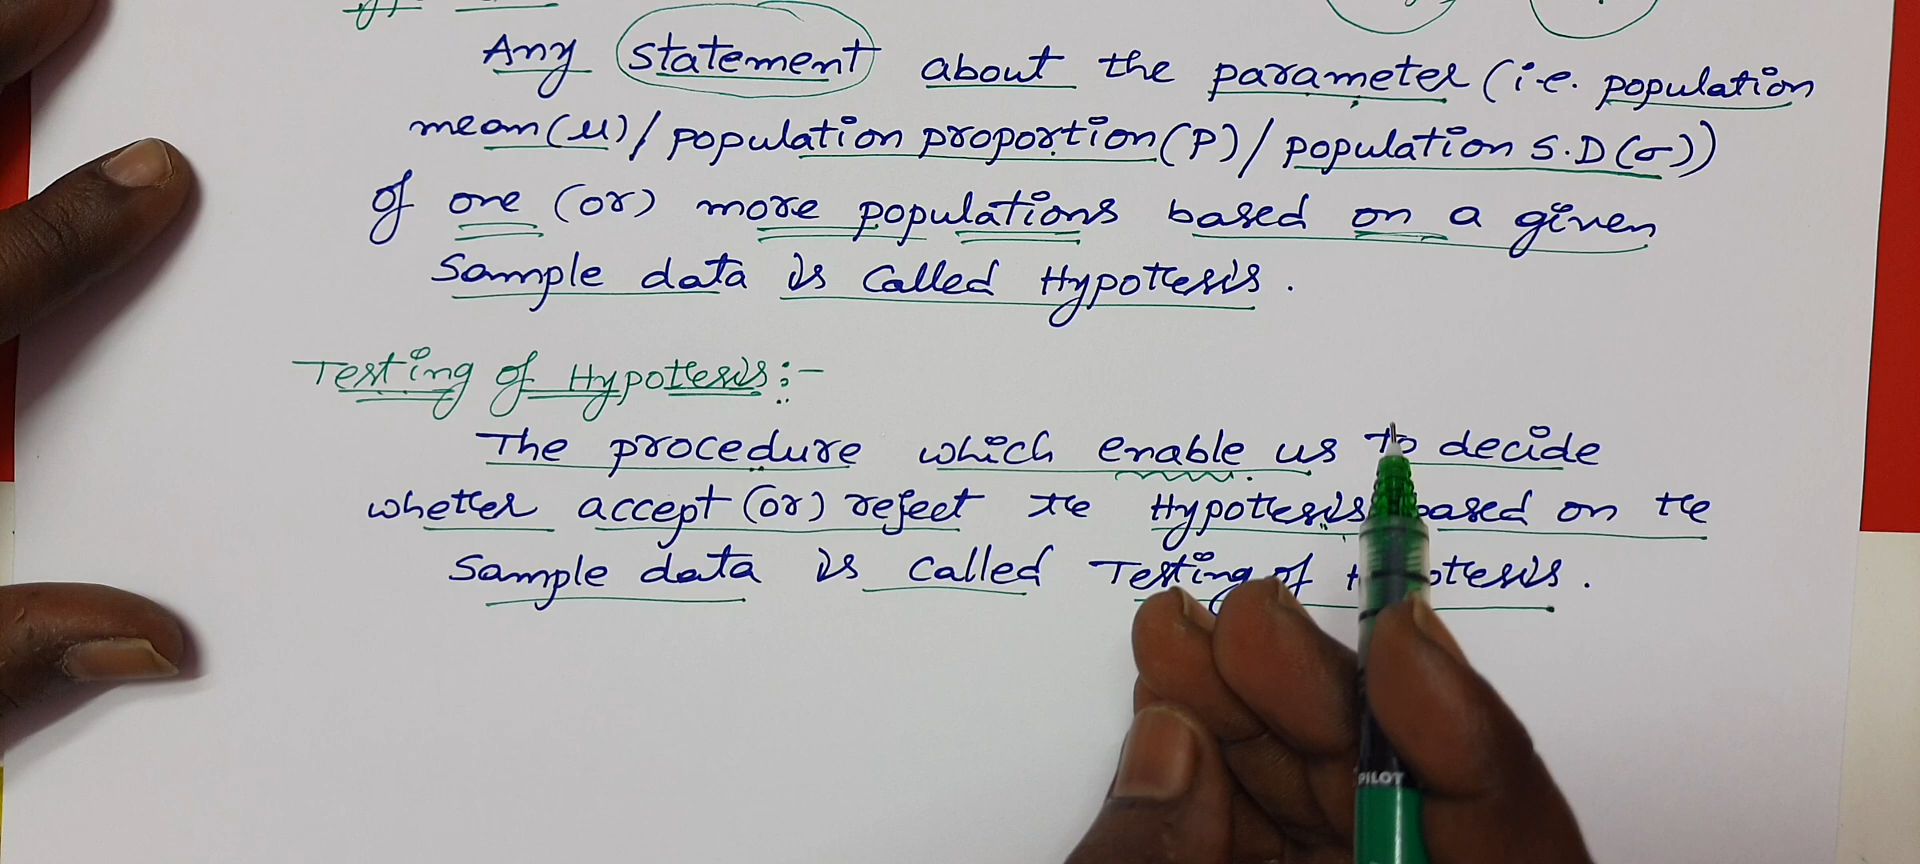 Any statement about the parameter (i.e. population
mean(μ)/population proportion(P)/population S.D(σ))
of one (or) more populations based on a given
Sample data is called Hypothesis.
Testing of Hypothesis:-
The procedure which enable us to decide
whether accept (or) reject the Hypothesis based on the
Sample data is called Testing of
PILOT